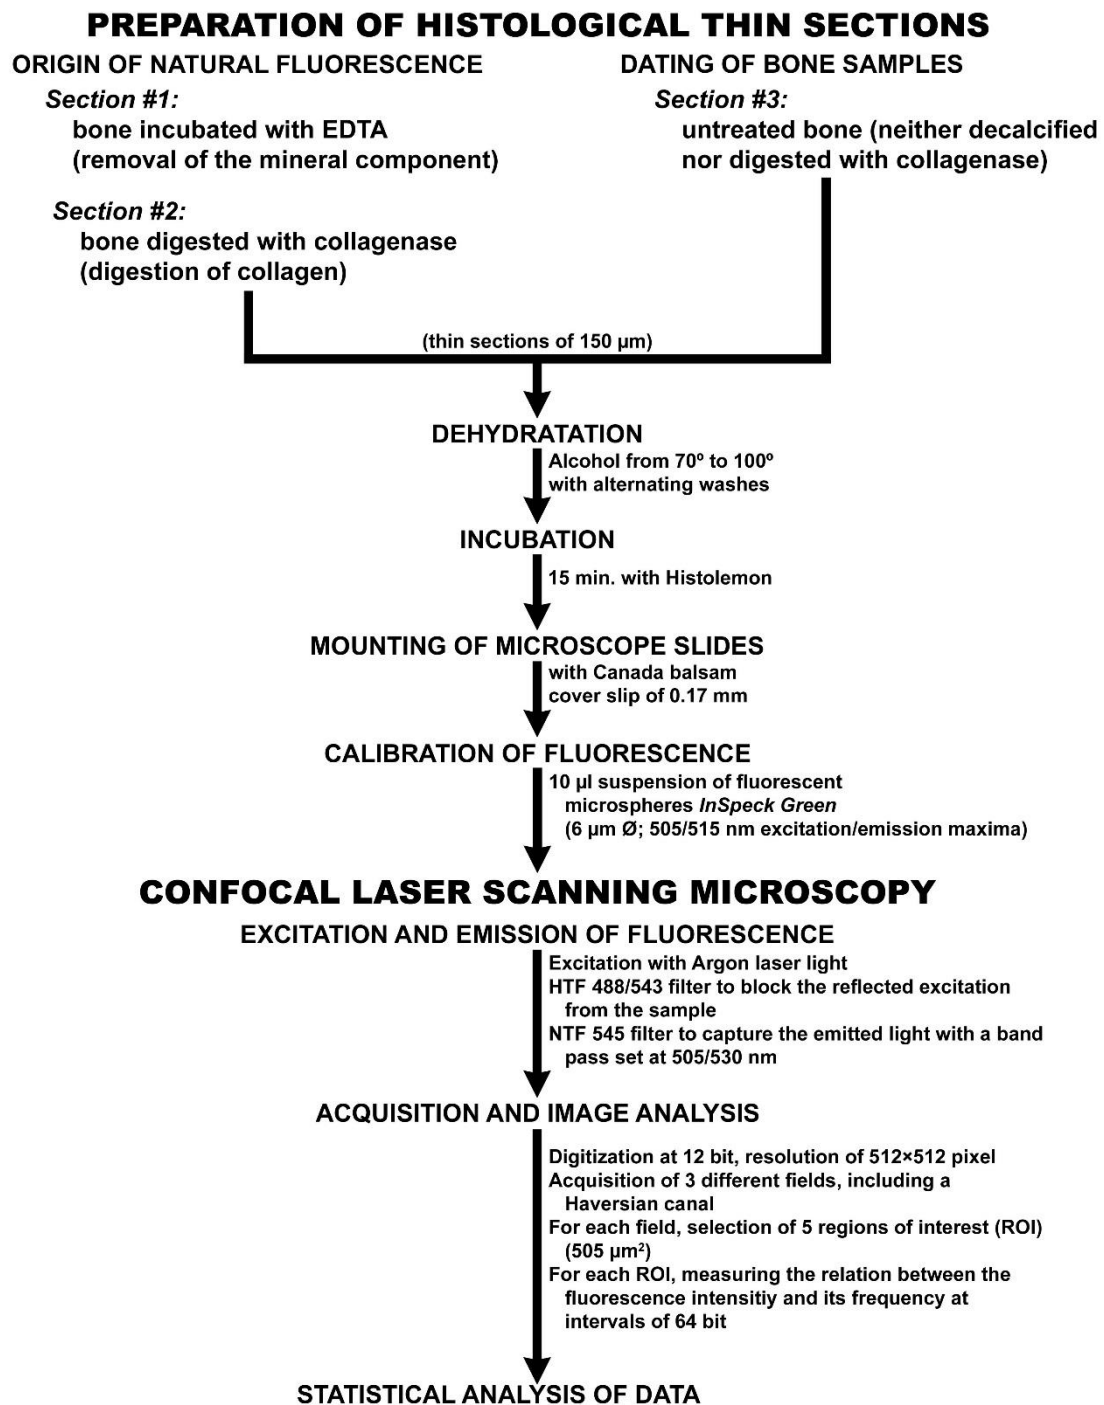 PREPARATION OF HISTOLOGICAL THIN SECTIONS
ORIGIN OF NATURAL FLUORESCENCE
Section #1:
bone incubated with EDTA
(removal of the mineral component)
Section #2:
bone digested with collagenase
(digestion of collagen)
DATING OF BONE SAMPLES
Section #3:
untreated bone (neither decalcified
nor digested with collagenase)
(thin sections of 150 µm)
DEHYDRATATION
Alcohol from 70º to 100º
with alternating washes
INCUBATION
15 min. with Histolemon
MOUNTING OF MICROSCOPE SLIDES
with Canada balsam
cover slip of 0.17 mm
CALIBRATION OF FLUORESCENCE
10 µl suspension of fluorescent
microspheres InSpeck Green
(6 µm Ø; 505/515 nm excitation/emission maxima)
CONFOCAL LASER SCANNING MICROSCOPY
EXCITATION AND EMISSION OF FLUORESCENCE
Excitation with Argon laser light
HTF 488/543 filter to block the reflected excitation
from the sample
NTF 545 filter to capture the emitted light with a band
pass set at 505/530 nm
ACQUISITION AND IMAGE ANALYSIS
Digitization at 12 bit, resolution of 512×512 pixel
Acquisition of 3 different fields, including a
Haversian canal
For each field, selection of 5 regions of interest (ROI)
(505 µm²)
For each ROI, measuring the relation between the
fluorescence intensitiy and its frequency at
intervals of 64 bit
STATISTICAL ANALYSIS OF DATA